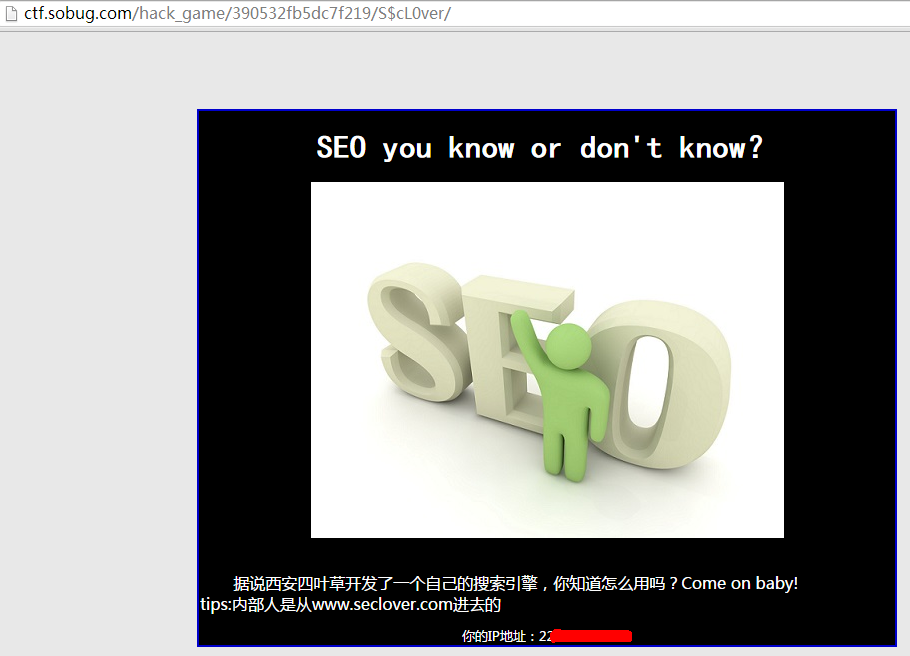 ctf.sobug.com/hack_game/390532fb5dc7f219/S$cL0ver/
SEO you know or don't know?
SEO
据说西安四叶草开发了一个自己的搜索引擎，你知道怎么用吗？Come on baby!
tips:内部人是从www.seclover.com进去的
你的IP地址：22